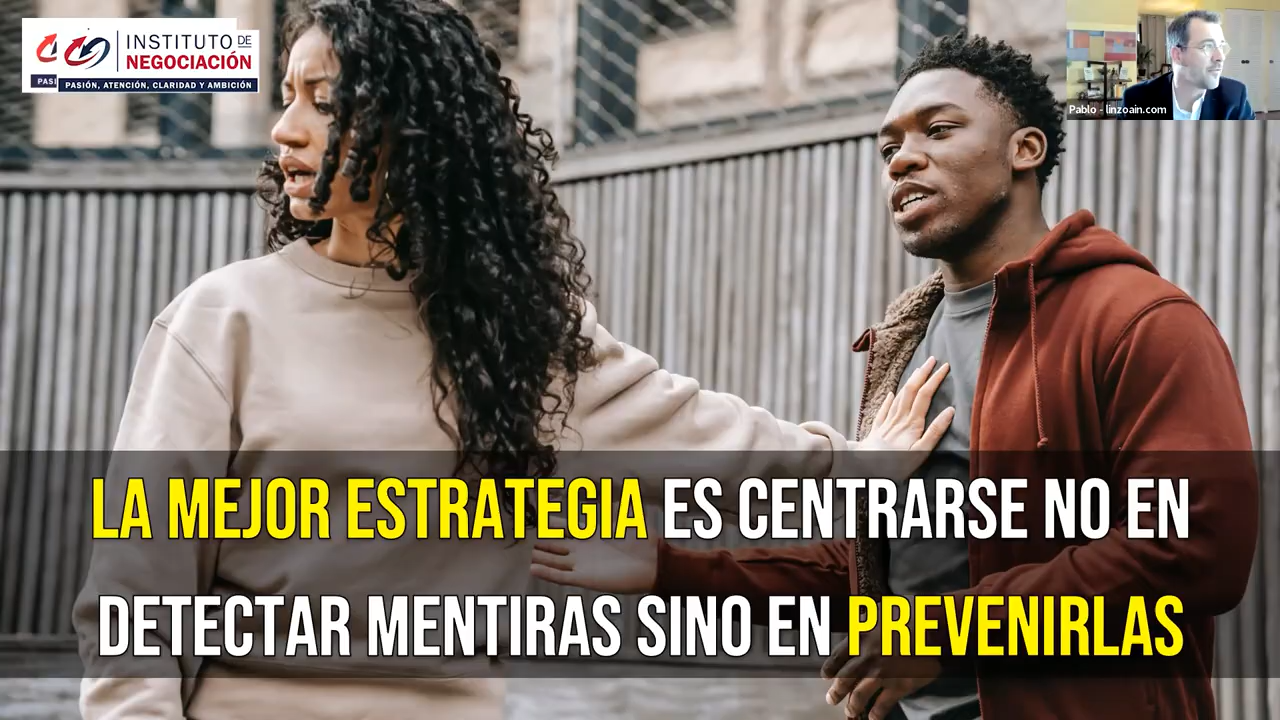 INSTITUTO DE
NEGOCIACIÓN
PASI
PASIÓN, ATENCIÓN, CLARIDAD Y AMBICIÓN
Pablo - linzoain.com
LA MEJOR ESTRATEGIA ES CENTRARSE NO EN
DETECTAR MENTIRAS SINO EN PREVENIRLAS